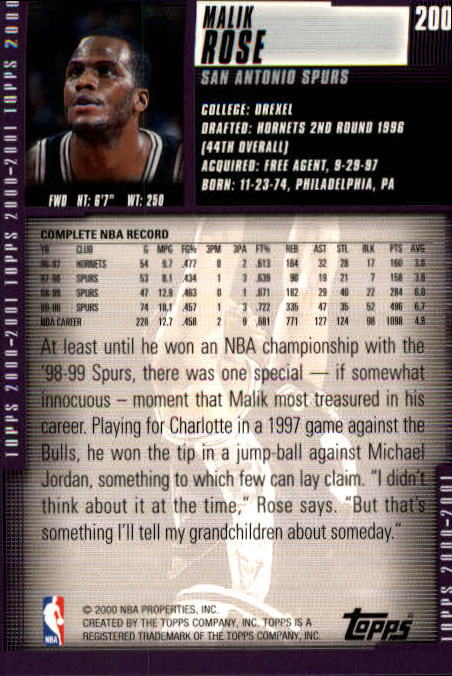 MALIK
ROSE
200
SAN ANTONIO SPURS
COLLEGE: DREXEL
DRAFTED: HORNETS 2ND ROUND 1996
(44TH OVERALL)
ACQUIRED: FREE AGENT, 9-29-97
BORN: 11-23-74, PHILADELPHIA, PA
FWD HT: 6'7" WT: 250
COMPLETE NBA RECORD
YR CLUB G MPG FG% 3PM 3PA FT% REB AST STL BLK PTS AVG
96-97 HORNETS 54 9.7 .477 0 2 .613 164 32 28 17 160 3.0
97-98 SPURS 53 8.1 .434 1 3 .639 90 19 21 7 158 3.0
98-99 SPURS 47 12.9 .463 0 1 .671 182 29 40 22 284 6.0
99-00 SPURS 74 18.1 .457 1 3 .722 335 47 35 52 496 6.7
NBA CAREER 228 12.7 .458 2 9 .681 771 127 124 98 1098 4.8
At least until he won an NBA championship with the
'98-99 Spurs, there was one special — if somewhat
innocuous – moment that Malik most treasured in his
career. Playing for Charlotte in a 1997 game against the
Bulls, he won the tip in a jump-ball against Michael
Jordan, something to which few can lay claim. "I didn't
think about it at the time," Rose says. "But that's
something I'll tell my grandchildren about someday."
NBA
© 2000 NBA PROPERTIES, INC.
CREATED BY THE TOPPS COMPANY, INC. TOPPS IS A
REGISTERED TRADEMARK OF THE TOPPS COMPANY, INC.
Topps®
TOPPS 2000-2001 TOPPS 2000-2001 TOPPS 2000
TOPPS 2000-2001